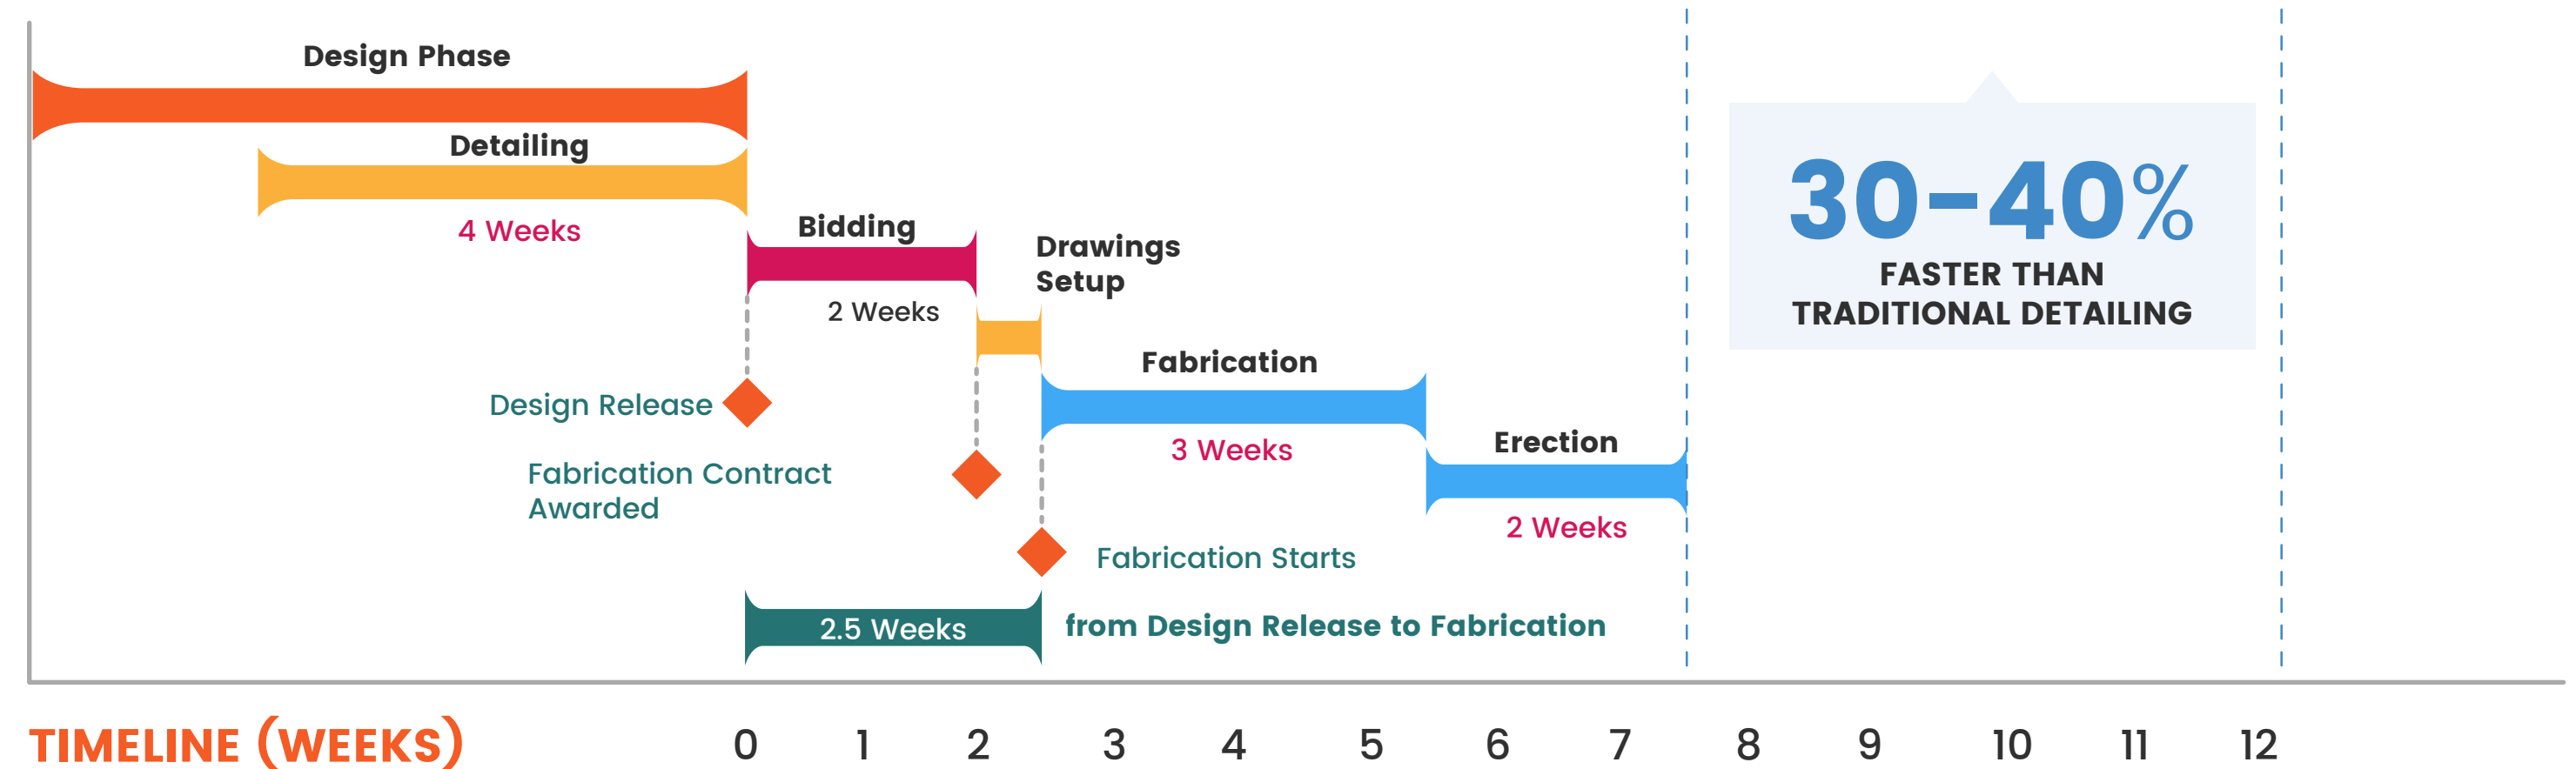 Design Phase
Detailing
4 Weeks
Bidding
2 Weeks
Drawings
Setup
Design Release
Fabrication
3 Weeks
Fabrication Contract
Awarded
Erection
2 Weeks
Fabrication Starts
2.5 Weeks
from Design Release to Fabrication
30–40%
FASTER THAN
TRADITIONAL DETAILING
TIMELINE (WEEKS) 0 1 2 3 4 5 6 7 8 9 10 11 12